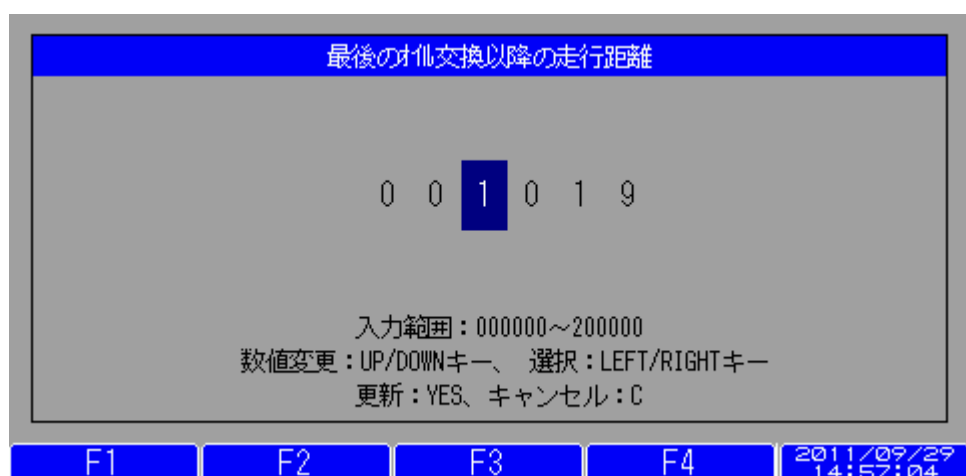 最後のｵｲﾙ交換以降の走行距離
0 0 1 0 1 9
入力範囲：000000～200000
数値変更：UP/DOWNキー、 選択：LEFT/RIGHTキー
更新：YES、キャンセル：C
F1 F2 F3 F4 2011/09/29
14:57:04